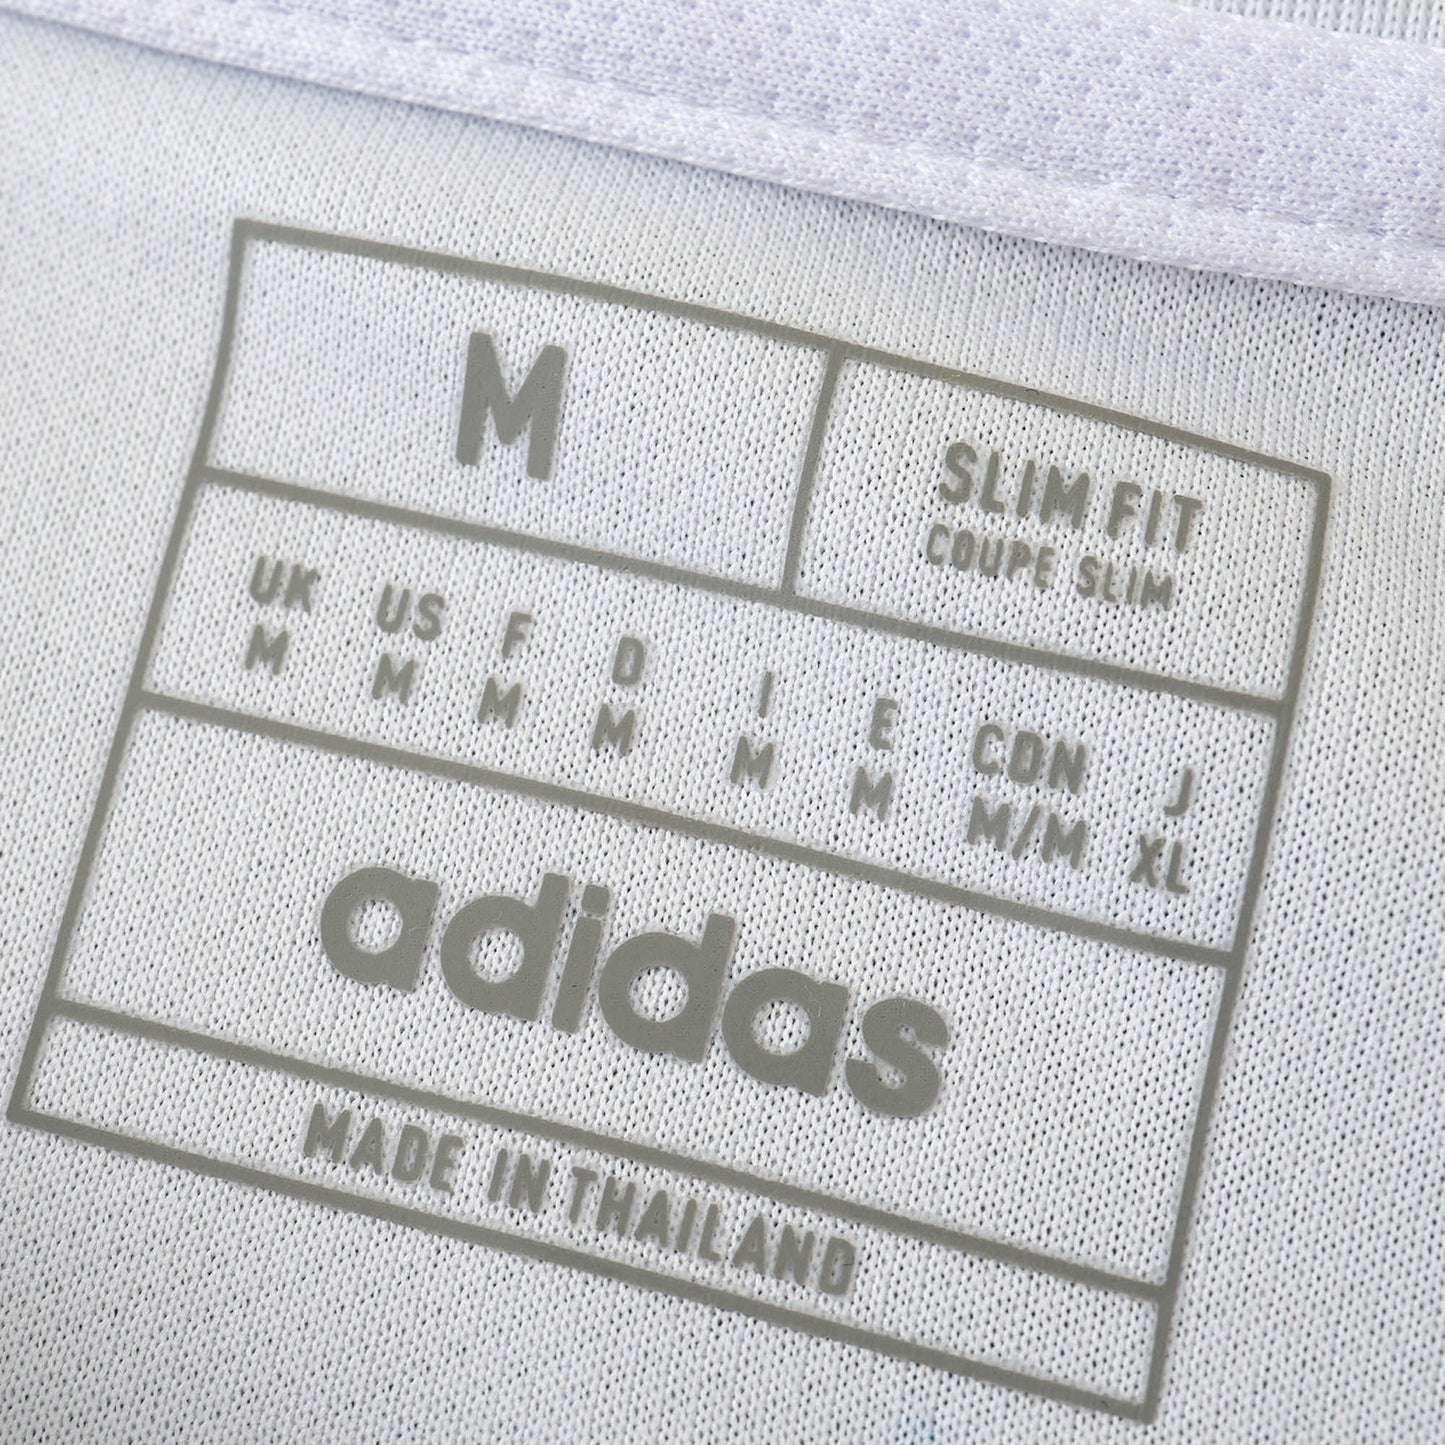 M
SLIM FIT
COUPE SLIM
UK US F D I E CDN J
M M M M M M M/M XL
adidas
MADE IN THAILAND